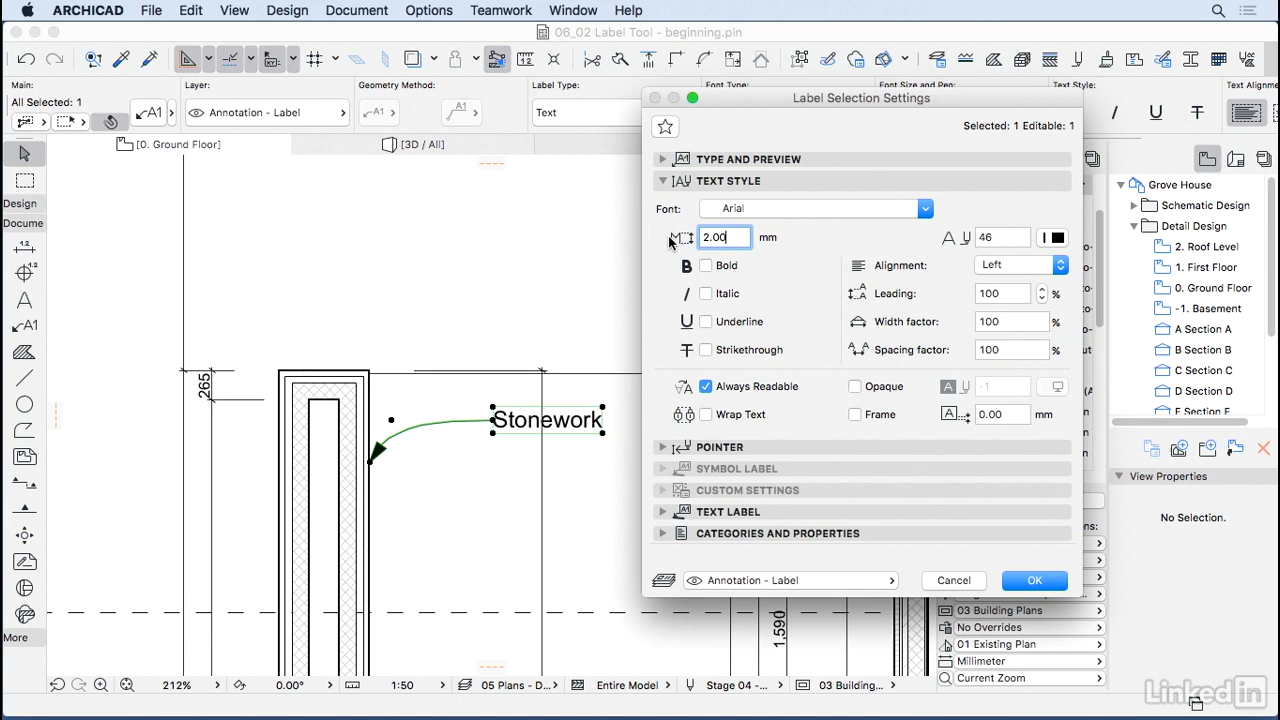 ARCHICAD File Edit View Design Document Options Teamwork Window Help
06_02 Label Tool - beginning.pln
Main: Layer: Geometry Method: Label Type: Font Type: Font Size and Pen: Text Style: Text Alignme
All Selected: 1
Annotation - Label
Text
[0. Ground Floor]
[3D / All]
Design
Docume
More
265
Stonework
1,590
Label Selection Settings
Selected: 1 Editable: 1
TYPE AND PREVIEW
TEXT STYLE
Font: Arial
2.00 mm 46
Bold Alignment: Left
Italic Leading: 100 %
Underline Width factor: 100 %
Strikethrough Spacing factor: 100 %
Always Readable Opaque -1
Wrap Text Frame 0.00 mm
POINTER
SYMBOL LABEL
CUSTOM SETTINGS
TEXT LABEL
CATEGORIES AND PROPERTIES
Annotation - Label Cancel OK
Grove House
Schematic Design
Detail Design
2. Roof Level
1. First Floor
0. Ground Floor
-1. Basement
A Section A
B Section B
C Section C
D Section D
E Section E
View Properties
No Selection.
ns:
03 Building Plans
No Overrides
01 Existing Plan
Millimeter
Current Zoom
212% 0.00° 1:50 05 Plans - D... Entire Model Stage 04 -... 03 Building...
LinkedIn